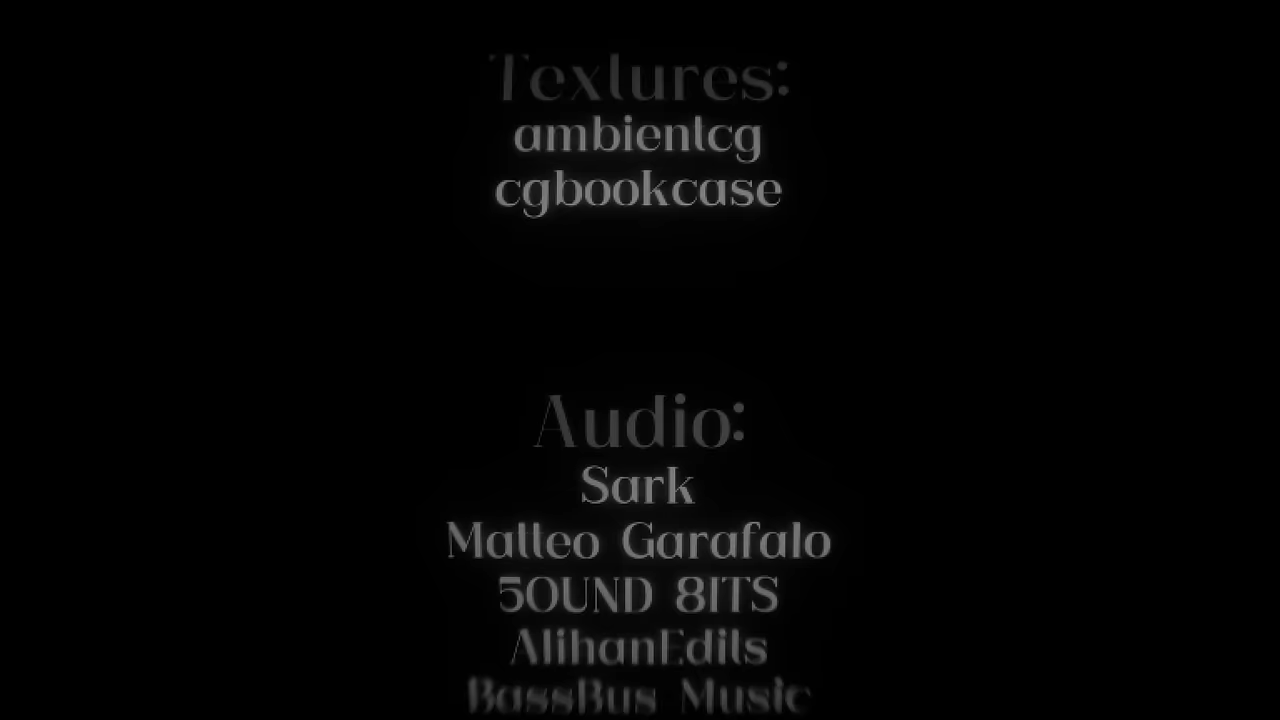 Textures:
ambientcg
cgbookcase
Audio:
Sark
Matteo Garafalo
5OUND 8ITS
AlihanEdits
BassBus Music